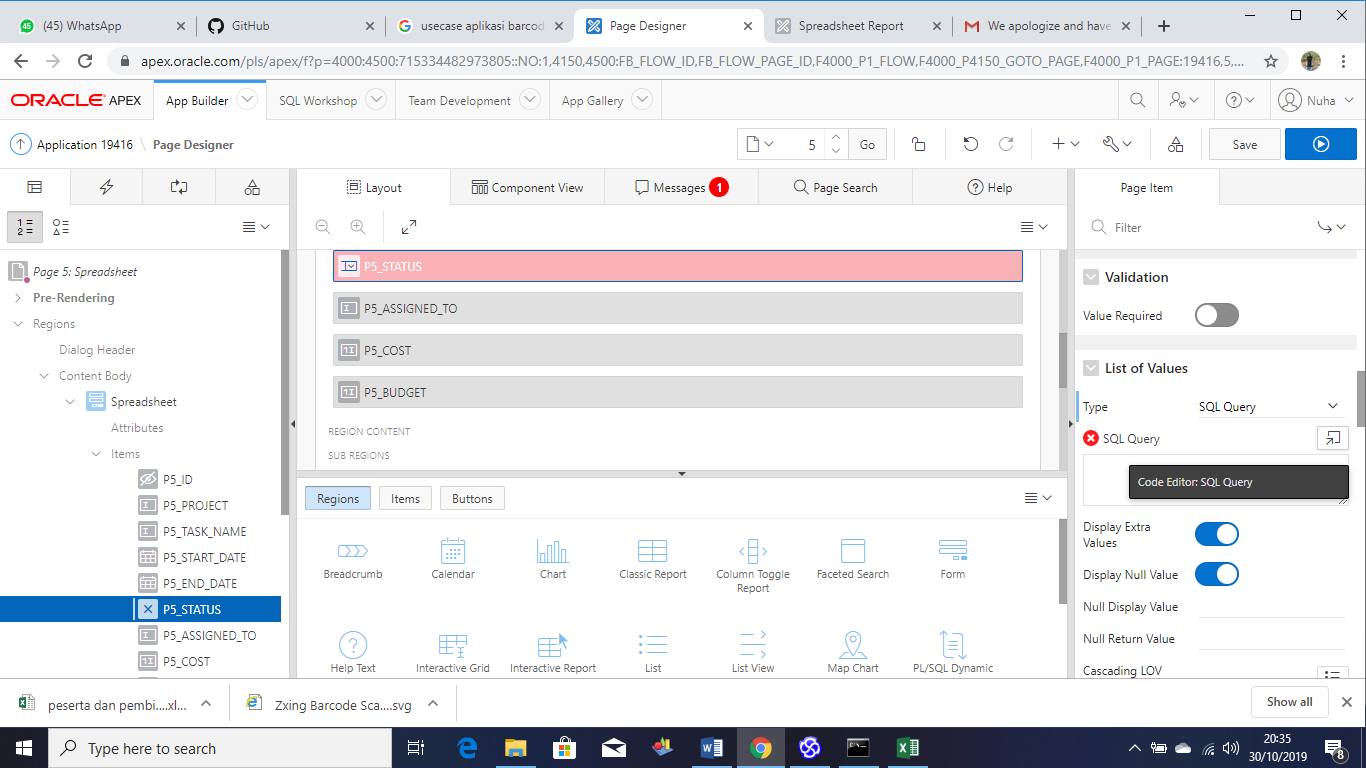 (45) WhatsApp
GitHub
usecase aplikasi barcod
Page Designer
Spreadsheet Report
We apologize and have
apex.oracle.com/pls/apex/f?p=4000:4500:715334482973805::NO:1,4150,4500:FB_FLOW_ID,FB_FLOW_PAGE_ID,F4000_P1_FLOW,F4000_P4150_GOTO_PAGE,F4000_P1_PAGE:19416,5,...
ORACLE APEX
App Builder
SQL Workshop
Team Development
App Gallery
Nuha
Application 19416 \ Page Designer
5
Go
Save
Layout
Component View
Messages 1
Page Search
Help
Page Item
Filter
Page 5: Spreadsheet
Pre-Rendering
Regions
Dialog Header
Content Body
Spreadsheet
Attributes
Items
P5_ID
P5_PROJECT
P5_TASK_NAME
P5_START_DATE
P5_END_DATE
P5_STATUS
P5_ASSIGNED_TO
P5_COST
P5_STATUS
P5_ASSIGNED_TO
P5_COST
P5_BUDGET
REGION CONTENT
SUB REGIONS
Regions
Items
Buttons
Breadcrumb
Calendar
Chart
Classic Report
Column Toggle
Report
Faceted Search
Form
Help Text
Interactive Grid
Interactive Report
List
List View
Map Chart
PL/SQL Dynamic
Validation
Value Required
List of Values
Type
SQL Query
SQL Query
Code Editor: SQL Query
Display Extra
Values
Display Null Value
Null Display Value
Null Return Value
Cascading LOV
peserta dan pembi....xl...
Zxing Barcode Sca....svg
Show all
Type here to search
20:35
30/10/2019
8